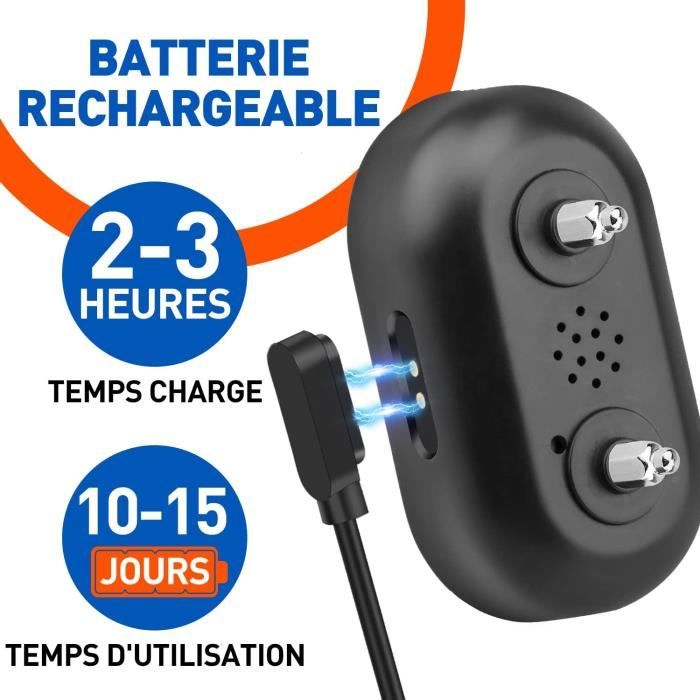 BATTERIE
RECHARGEABLE
2-3
HEURES
TEMPS CHARGE
10-15
JOURS
TEMPS D'UTILISATION